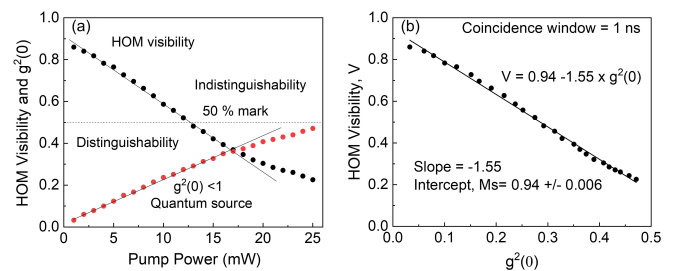 (a)
HOM visibility
Indistinguishability
50 % mark
Distinguishability
g²(0) <1
Quantum source
HOM Visibility and g²(0)
1.0
0.8
0.6
0.4
0.2
0.0
0 5 10 15 20 25
Pump Power (mW)
(b)
Coincidence window = 1 ns
V = 0.94 -1.55 x g²(0)
Slope = -1.55
Intercept, Ms= 0.94 +/- 0.006
HOM Visibility, V
1.0
0.8
0.6
0.4
0.2
0.0
0.0 0.1 0.2 0.3 0.4 0.5
g²(0)